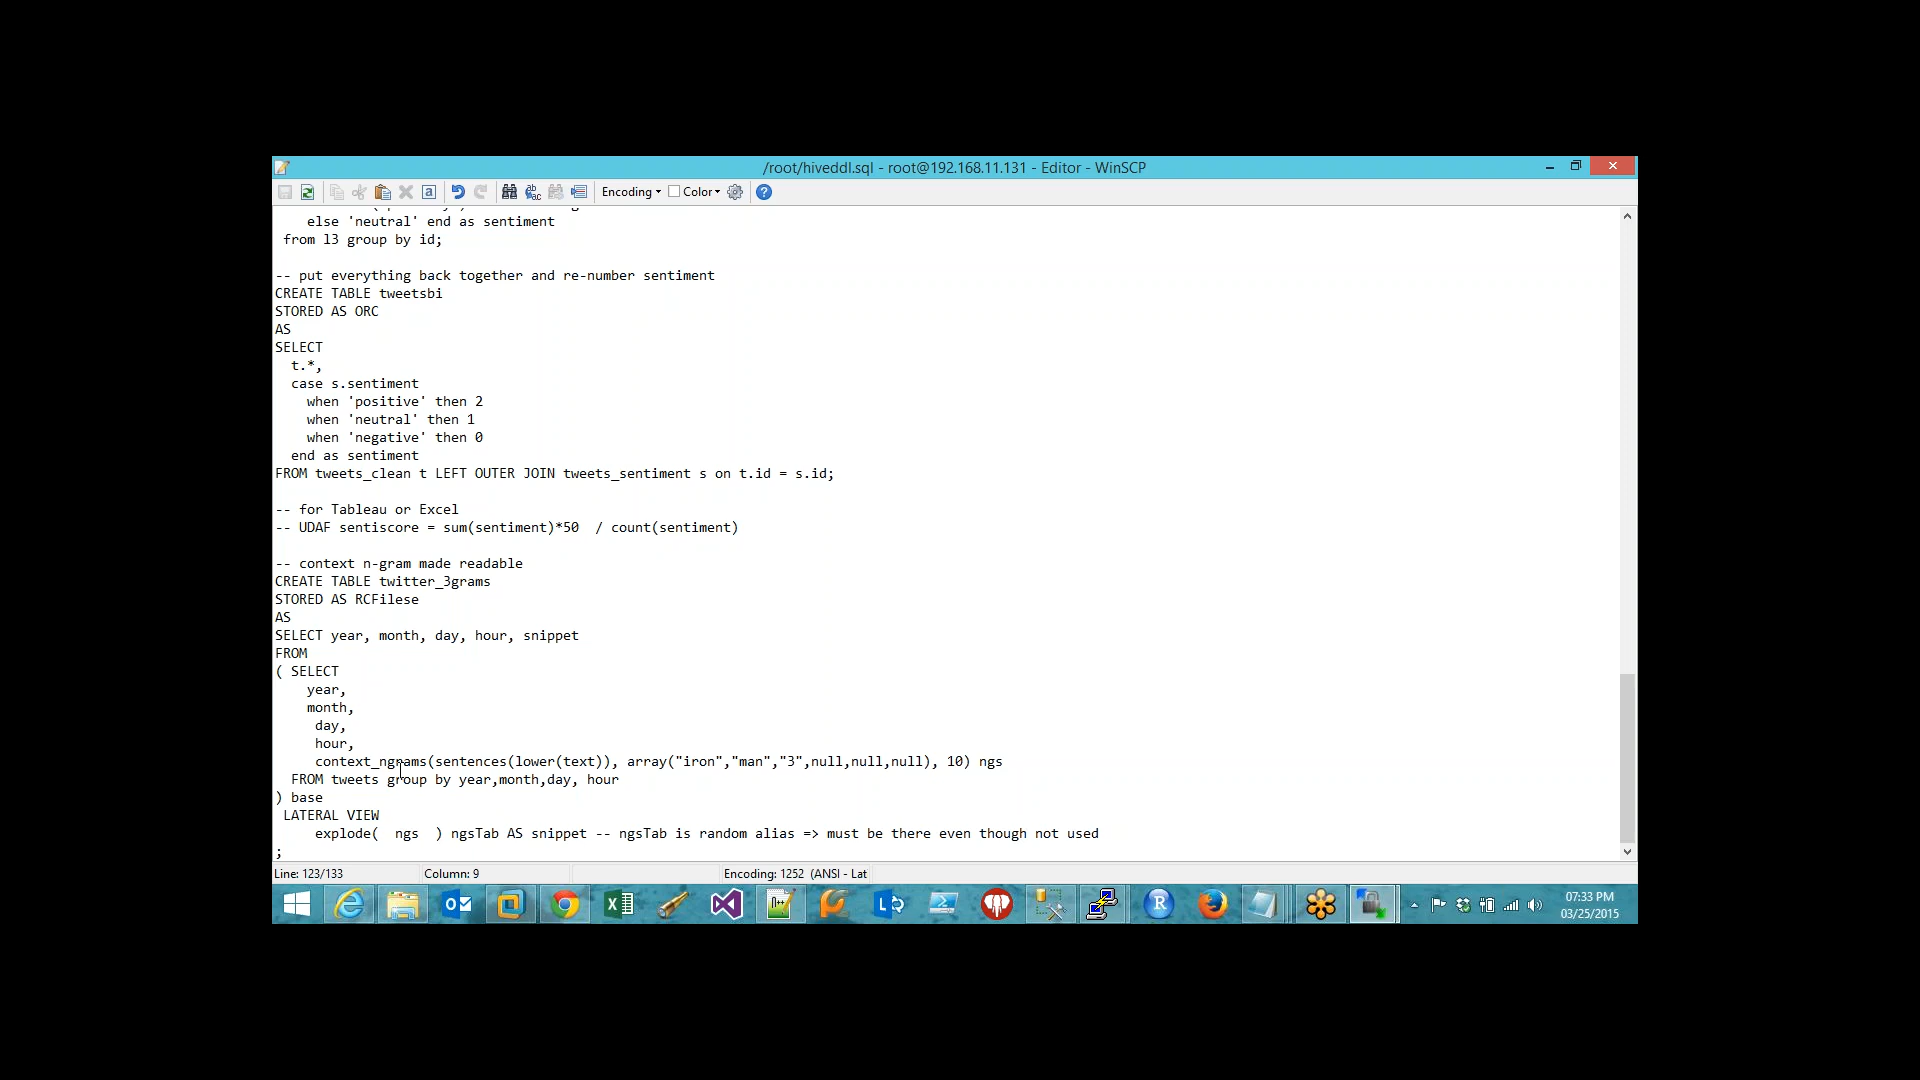 /root/hiveddl.sql - root@192.168.11.131 - Editor - WinSCP
Encoding
Color
else 'neutral' end as sentiment
from l3 group by id;
-- put everything back together and re-number sentiment
CREATE TABLE tweetsbi
STORED AS ORC
AS
SELECT
t.*,
case s.sentiment
when 'positive' then 2
when 'neutral' then 1
when 'negative' then 0
end as sentiment
FROM tweets_clean t LEFT OUTER JOIN tweets_sentiment s on t.id = s.id;
-- for Tableau or Excel
-- UDAF sentiscore = sum(sentiment)*50  / count(sentiment)
-- context n-gram made readable
CREATE TABLE twitter_3grams
STORED AS RCFilese
AS
SELECT year, month, day, hour, snippet
FROM
( SELECT
year,
month,
day,
hour,
context_ngrams(sentences(lower(text)), array("iron","man","3",null,null,null), 10) ngs
FROM tweets group by year,month,day, hour
) base
LATERAL VIEW
explode(  ngs  ) ngsTab AS snippet -- ngsTab is random alias => must be there even though not used
;
Line: 123/133
Column: 9
Encoding: 1252 (ANSI - Lat
07:33 PM
03/25/2015